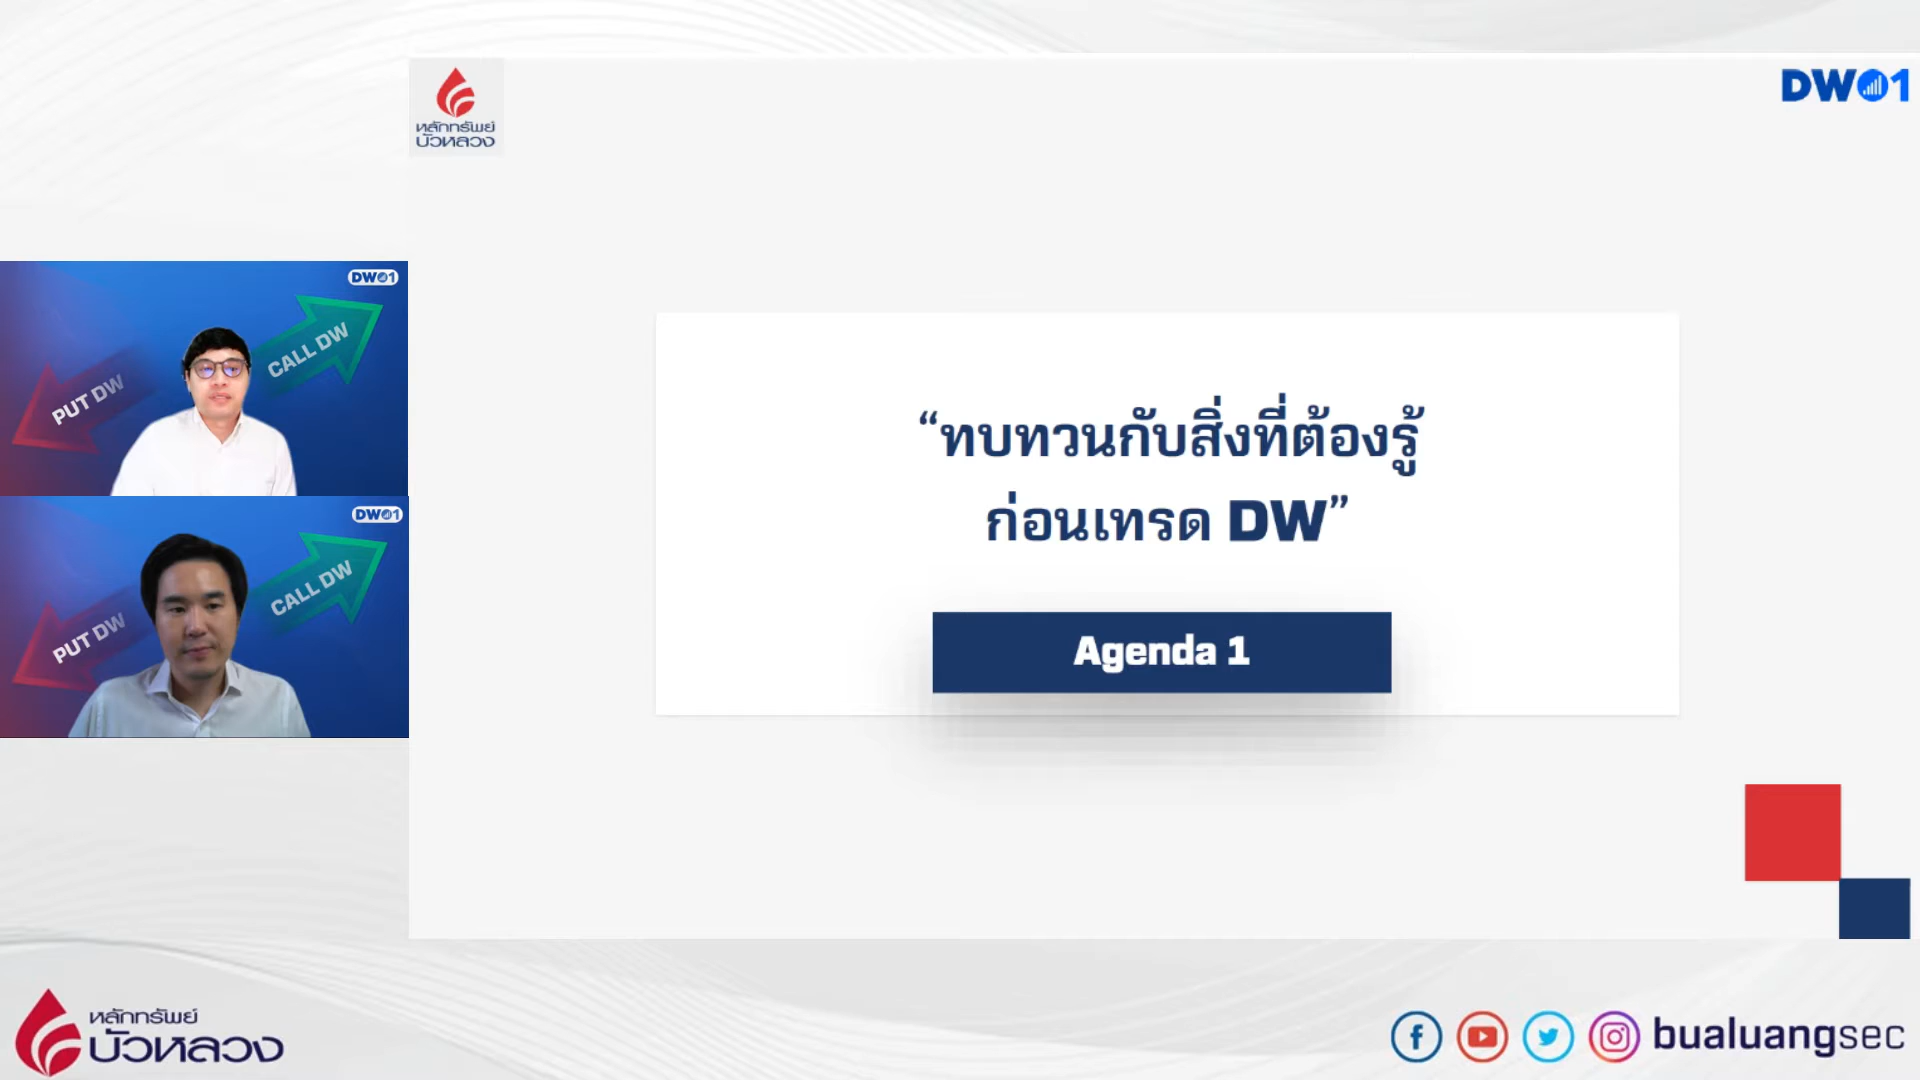 หลักทรัพย์
บัวหลวง
DW01
DW01
PUT DW
CALL DW
DW01
PUT DW
CALL DW
“ทบทวนกับสิ่งที่ต้องรู้
ก่อนเทรด DW”
Agenda 1
หลักทรัพย์
บัวหลวง
bualuangsec